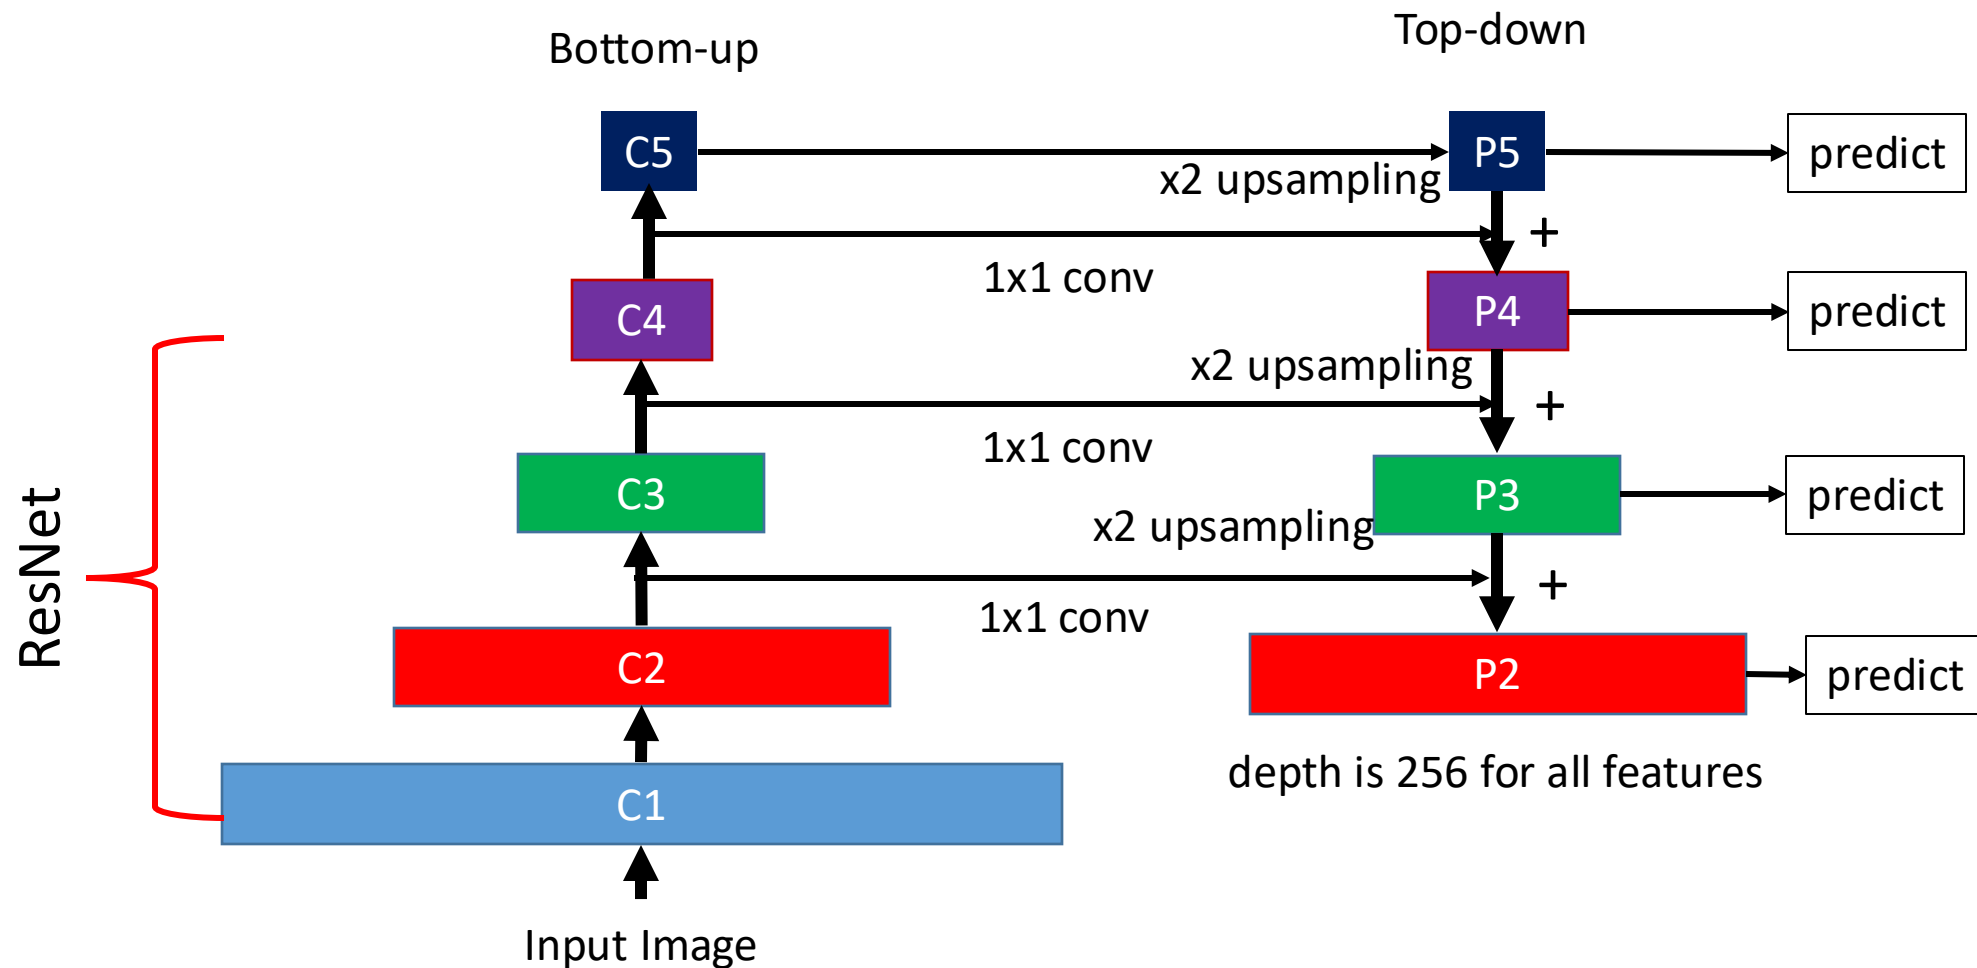 Top-down
Bottom-up
C5
P5
predict
x2 upsampling
+
1x1 conv
C4
P4
predict
x2 upsampling
+
1x1 conv
ResNet
C3
P3
predict
x2 upsampling
+
1x1 conv
C2
P2
predict
depth is 256 for all features
C1
Input Image